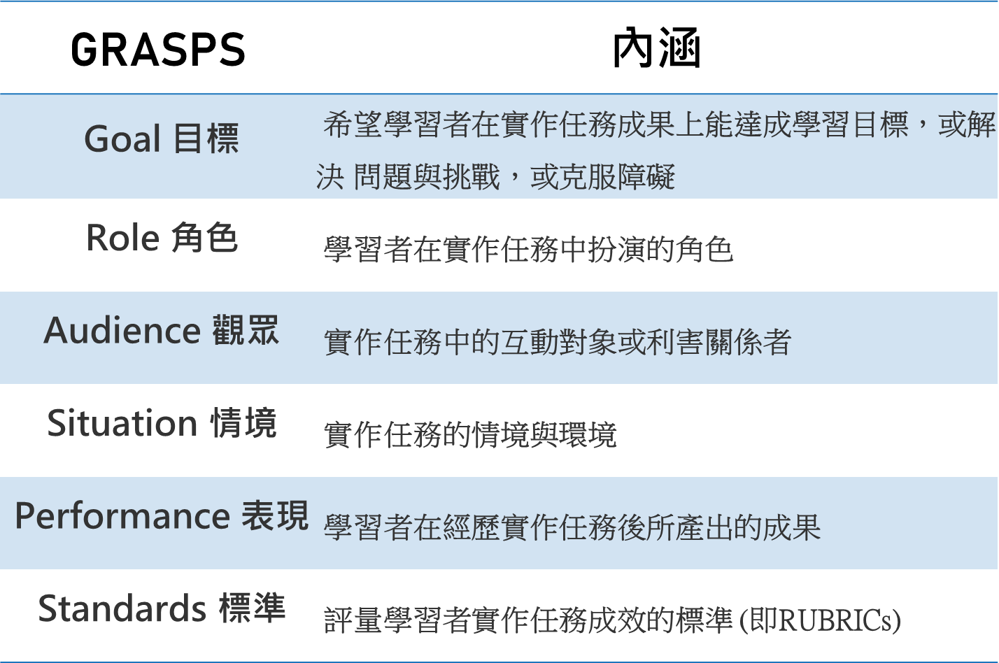 GRASPS 內涵
Goal 目標
希望學習者在實作任務成果上能達成學習目標，或解
決 問題與挑戰，或克服障礙
Role 角色
學習者在實作任務中扮演的角色
Audience 觀眾
實作任務中的互動對象或利害關係者
Situation 情境
實作任務的情境與環境
Performance 表現
學習者在經歷實作任務後所產出的成果
Standards 標準
評量學習者實作任務成效的標準 (即RUBRICs)